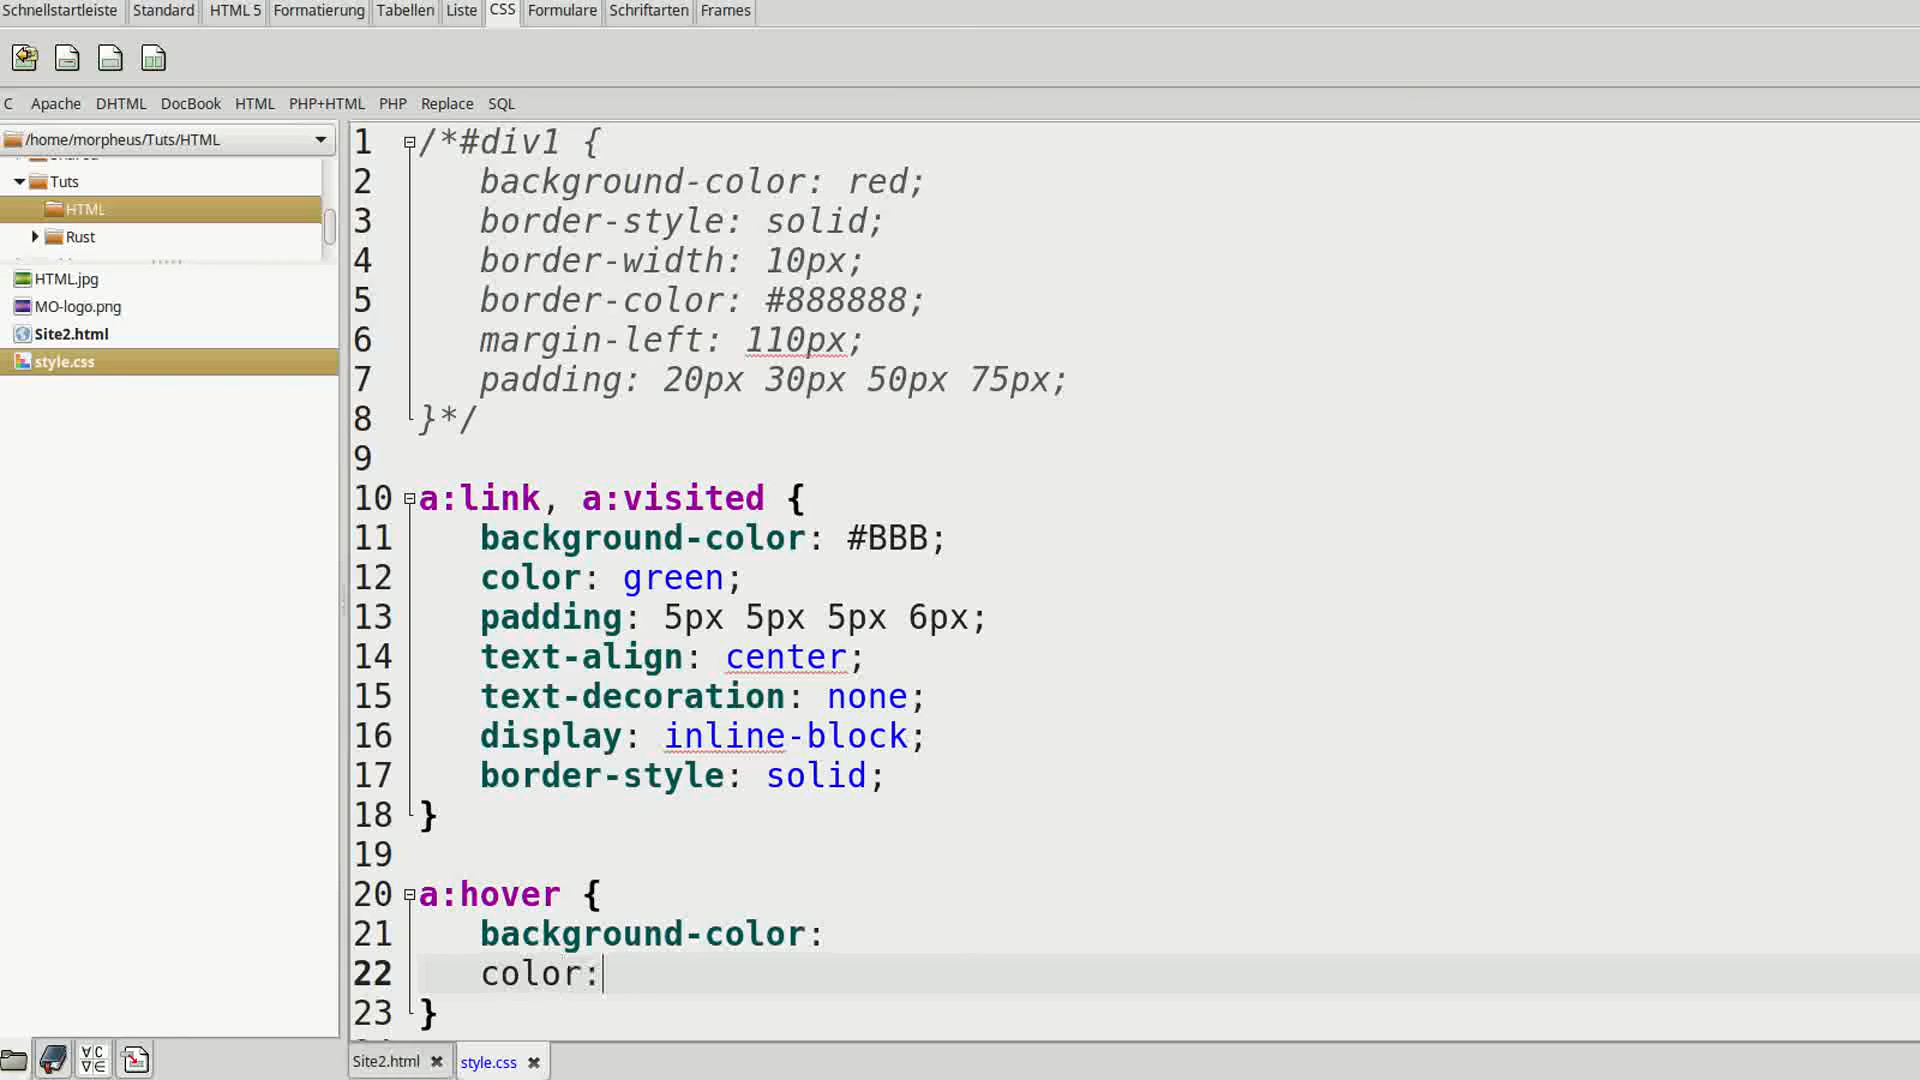 Schnellstartleiste Standard HTML 5 Formatierung Tabellen Liste CSS Formulare Schriftarten Frames
C Apache DHTML DocBook HTML PHP+HTML PHP Replace SQL
/home/morpheus/Tuts/HTML
Tuts
HTML
Rust
HTML.jpg
MO-logo.png
Site2.html
style.css
1 /*#div1 {
2 background-color: red;
3 border-style: solid;
4 border-width: 10px;
5 border-color: #888888;
6 margin-left: 110px;
7 padding: 20px 30px 50px 75px;
8 }*/
9
10 a:link, a:visited {
11 background-color: #BBB;
12 color: green;
13 padding: 5px 5px 5px 6px;
14 text-align: center;
15 text-decoration: none;
16 display: inline-block;
17 border-style: solid;
18 }
19
20 a:hover {
21 background-color:
22 color:
23 }
Site2.html style.css